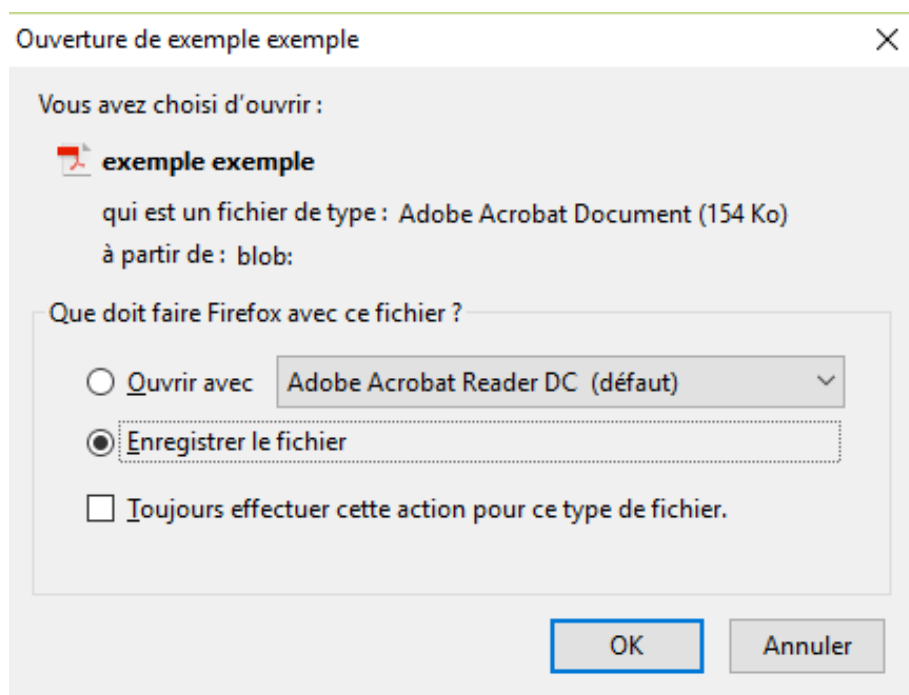 Ouverture de exemple exemple
Vous avez choisi d'ouvrir :
exemple exemple
qui est un fichier de type : Adobe Acrobat Document (154 Ko)
à partir de : blob:
Que doit faire Firefox avec ce fichier ?
Ouvrir avec Adobe Acrobat Reader DC (défaut)
Enregistrer le fichier
Toujours effectuer cette action pour ce type de fichier.
OK Annuler